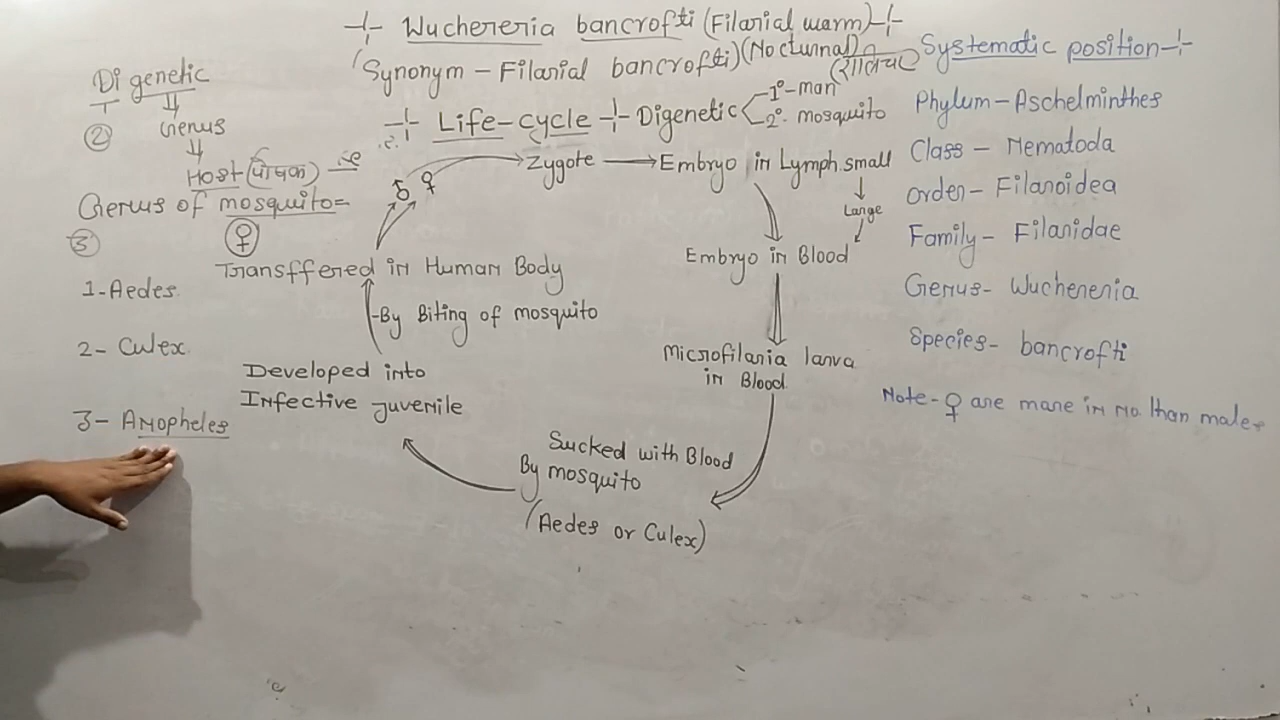 Wuchereria bancrofti (Filarial warm)
(Synonym - Filarial bancrofti) (Nocturnal)
Life-cycle Digenetic
1°-man
2°. mosquito
Digenetic
②
Genus
Host (पोषक)
Genus of mosquito=
③
♀
1-Aedes
2- Culex
3- Anopheles
♂ ♀
Zygote
Embryo in Lymph small
Large
Embryo in Blood
Microfilaria larva
in Blood
Sucked with Blood
By mosquito
(Aedes or Culex)
Developed into
Infective juvenile
-By Biting of mosquito
Transffered in Human Body
Systematic position
Phylum-Aschelminthes
Class - Nematoda
Order- Filarioidea
Family- Filaridae
Genus- Wuchereria
Species- bancrofti
Note-♀ are more in no. than male